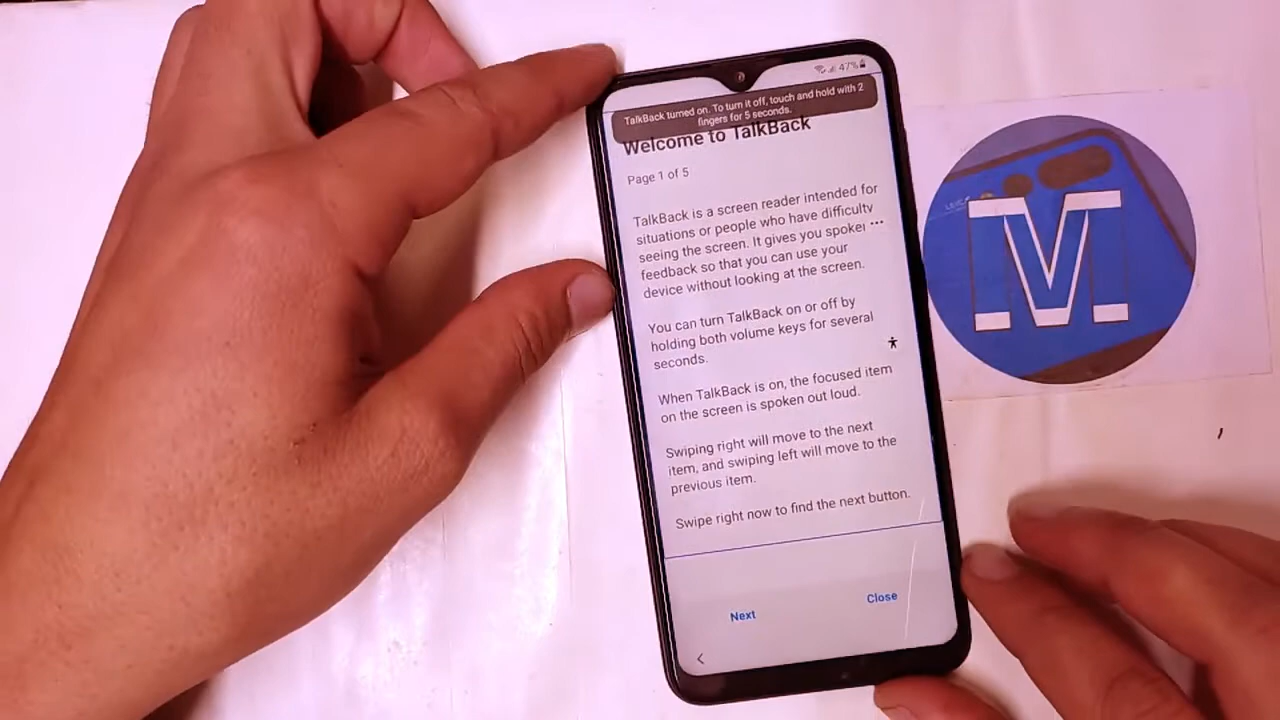 47%
TalkBack turned on. To turn it off, touch and hold with 2
fingers for 5 seconds.
Welcome to TalkBack
Page 1 of 5
TalkBack is a screen reader intended for
situations or people who have difficulty
seeing the screen. It gives you spoken
feedback so that you can use your
device without looking at the screen.
You can turn TalkBack on or off by
holding both volume keys for several
seconds.
When TalkBack is on, the focused item
on the screen is spoken out loud.
Swiping right will move to the next
item, and swiping left will move to the
previous item.
Swipe right now to find the next button.
Next
Close
M